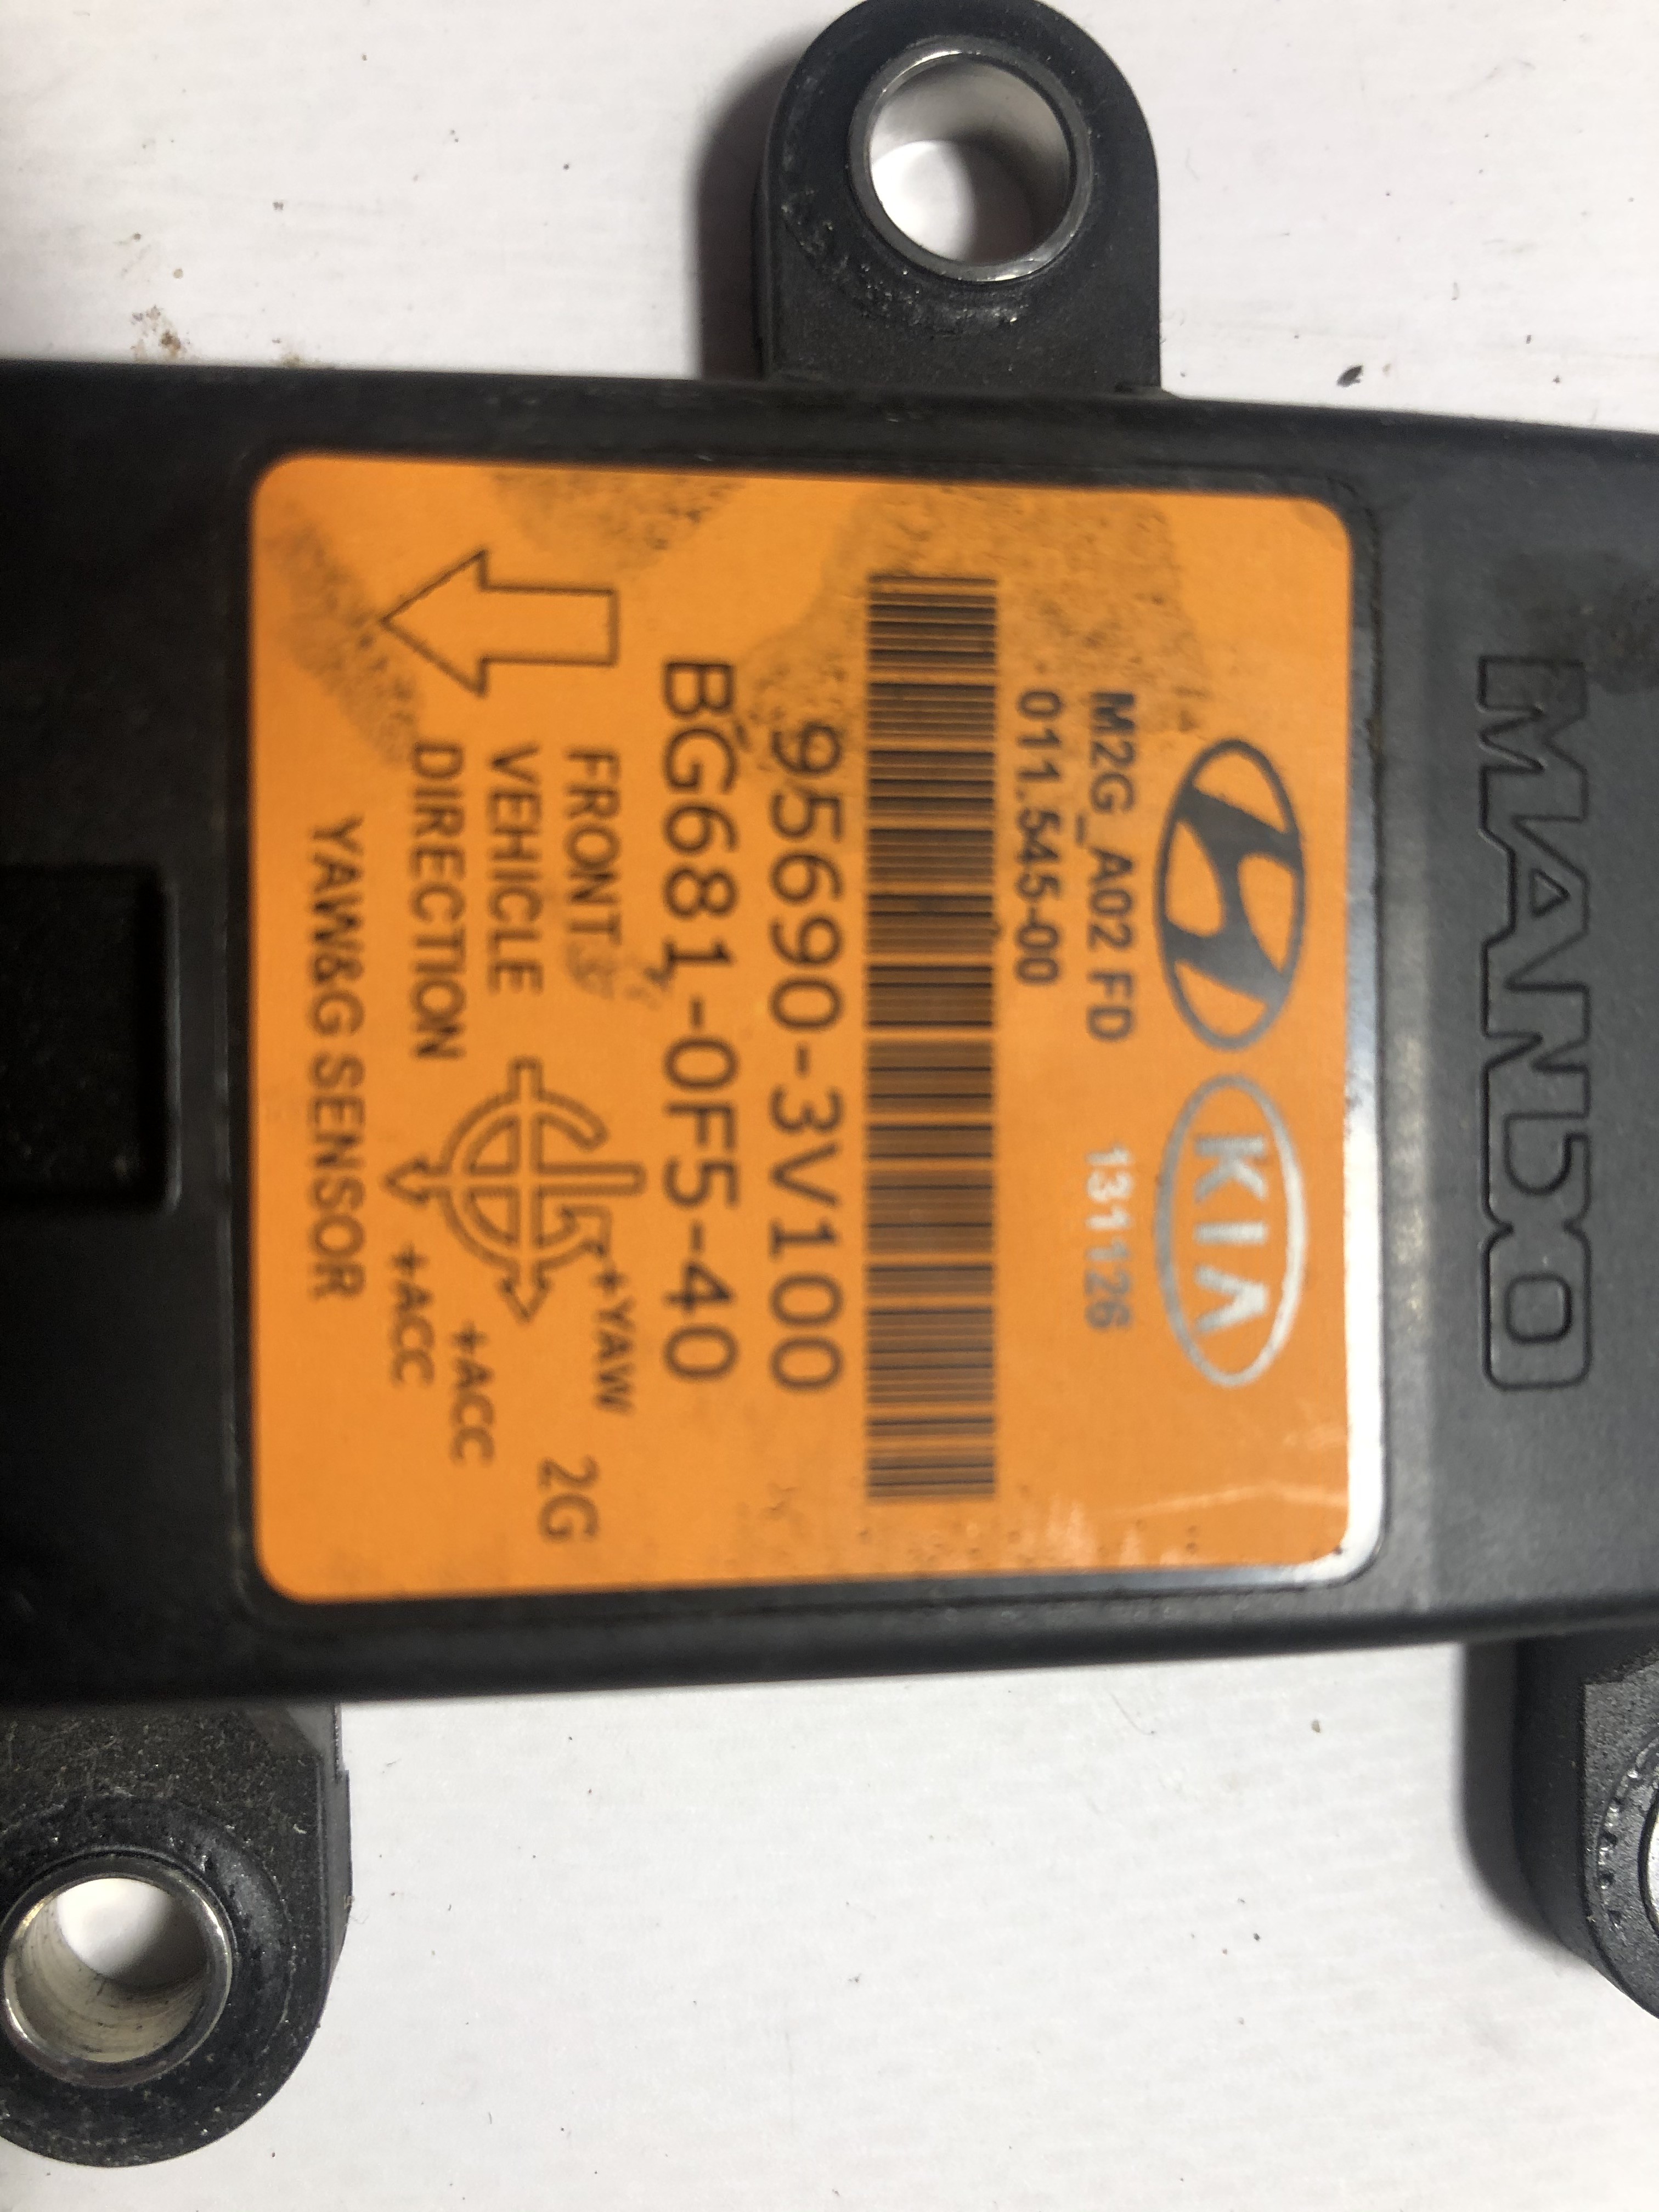 MANDO
KIA
M2G_A02 FD 131126
011.545-00
95690-3V100
BG681-0F5-40
FRONT +YAW 2G
VEHICLE +ACC
DIRECTION +ACC
YAW&G SENSOR